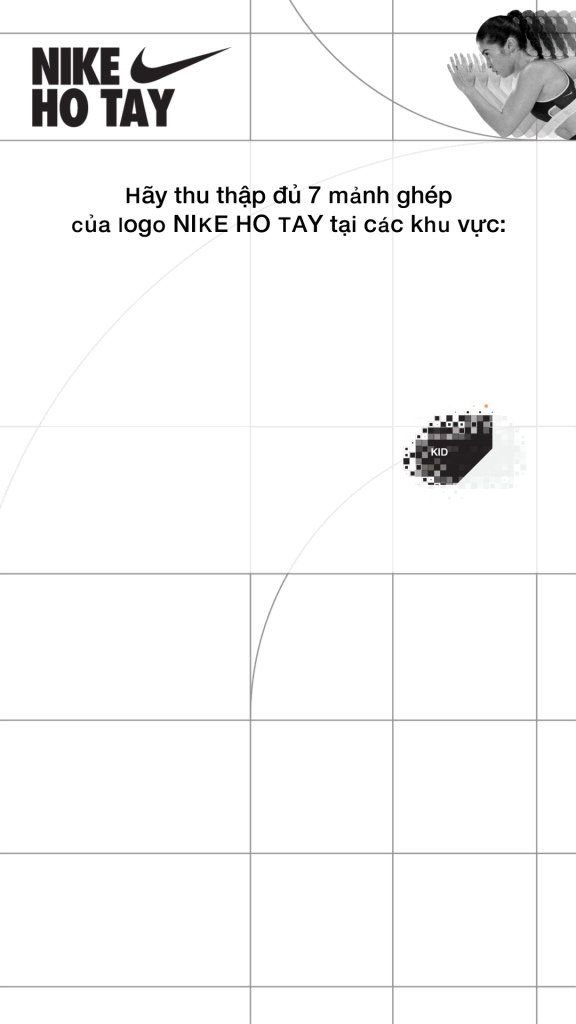 NIKE
HO TAY
Hãy thu thập đủ 7 mảnh ghép
của logo NIKE HO TAY tại các khu vực:
KID